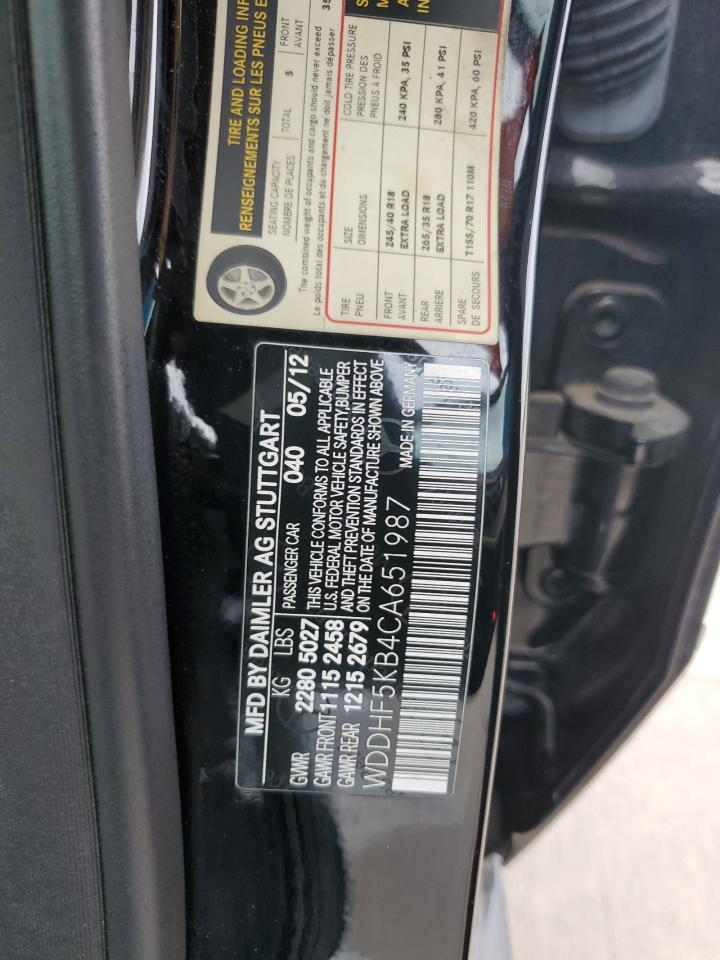 TIRE AND LOADING
RENSEIGNEMENTS SUR LES PNEUS
SEATING CAPACITY TOTAL 5 FRONT
NOMBRE DE PLACES AVANT
The combined weight of occupants and cargo should never exceed
Le poids total des occupants et du chargement ne doit jamais dépasser
TIRE SIZE COLD TIRE PRESSURE
PNEU DIMENSIONS PRESSION DES
PNEUS A FROID
FRONT 245/40 R18 240 KPA, 35 PSI
AVANT EXTRA LOAD
REAR 265/35 R18 280 KPA, 41 PSI
ARRIERE EXTRA LOAD
SPARE T155/70 R17 110M 420 KPA, 60 PSI
DE SECOURS
MFD BY DAIMLER AG STUTTGART
KG LBS PASSENGER CAR 040 05/12
GVWR 2280 5027 THIS VEHICLE CONFORMS TO ALL APPLICABLE
GAWR FRONT 1115 2458 U.S. FEDERAL MOTOR VEHICLE SAFETY, BUMPER
GAWR REAR 1215 2679 AND THEFT PREVENTION STANDARDS IN EFFECT
ON THE DATE OF MANUFACTURE SHOWN ABOVE
WDDHF5KB4CA651987 MADE IN GERMANY